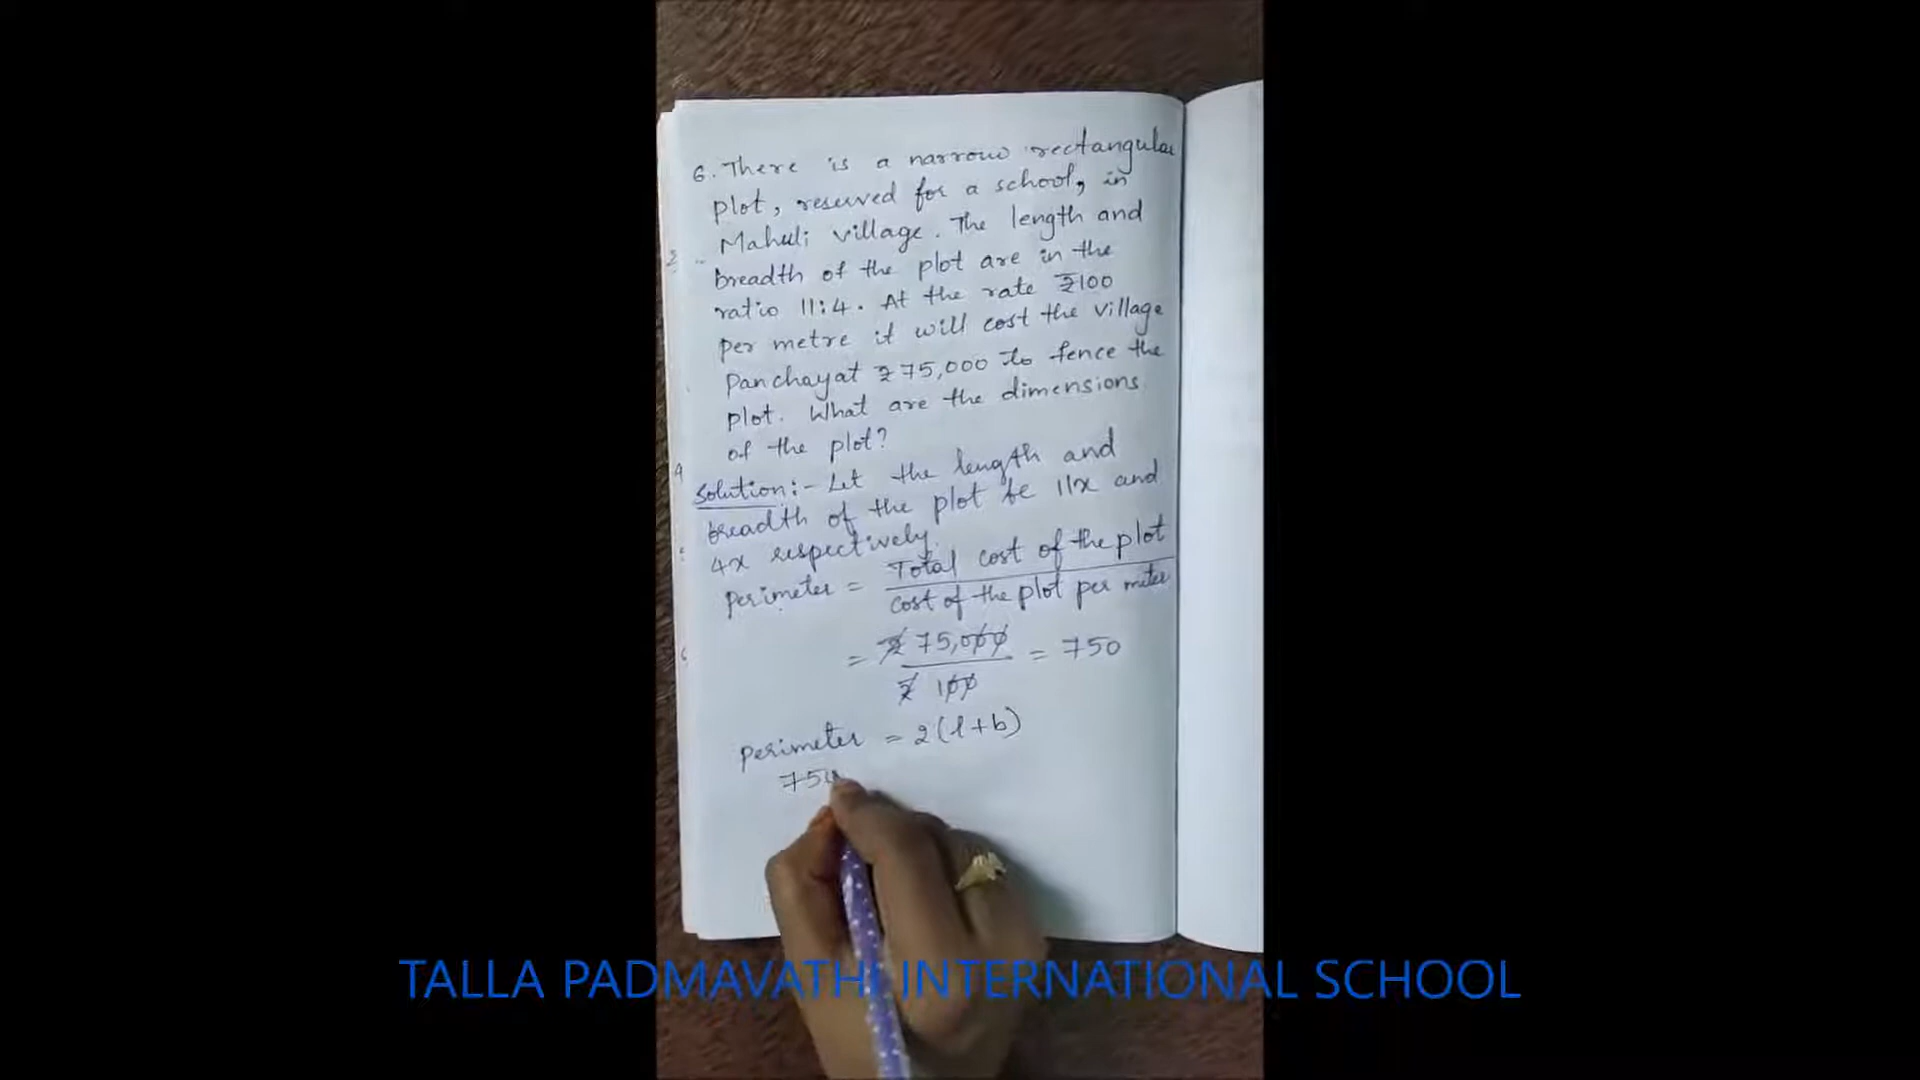 6. There is a narrow rectangular
plot, reserved for a school, in
Mahuli village. The length and
breadth of the plot are in the
ratio 11:4. At the rate ₹100
per metre it will cost the village
panchayat ₹75,000 to fence the
plot. What are the dimensions
of the plot?
Solution:- Let the length and
breadth of the plot be 11x and
4x respectively.
Perimeter = Total cost of the plot
cost of the plot per meter
= ₹ 75,000 = 750
₹ 100
perimeter = 2(l+b)
750
TALLA PADMAVATHI INTERNATIONAL SCHOOL